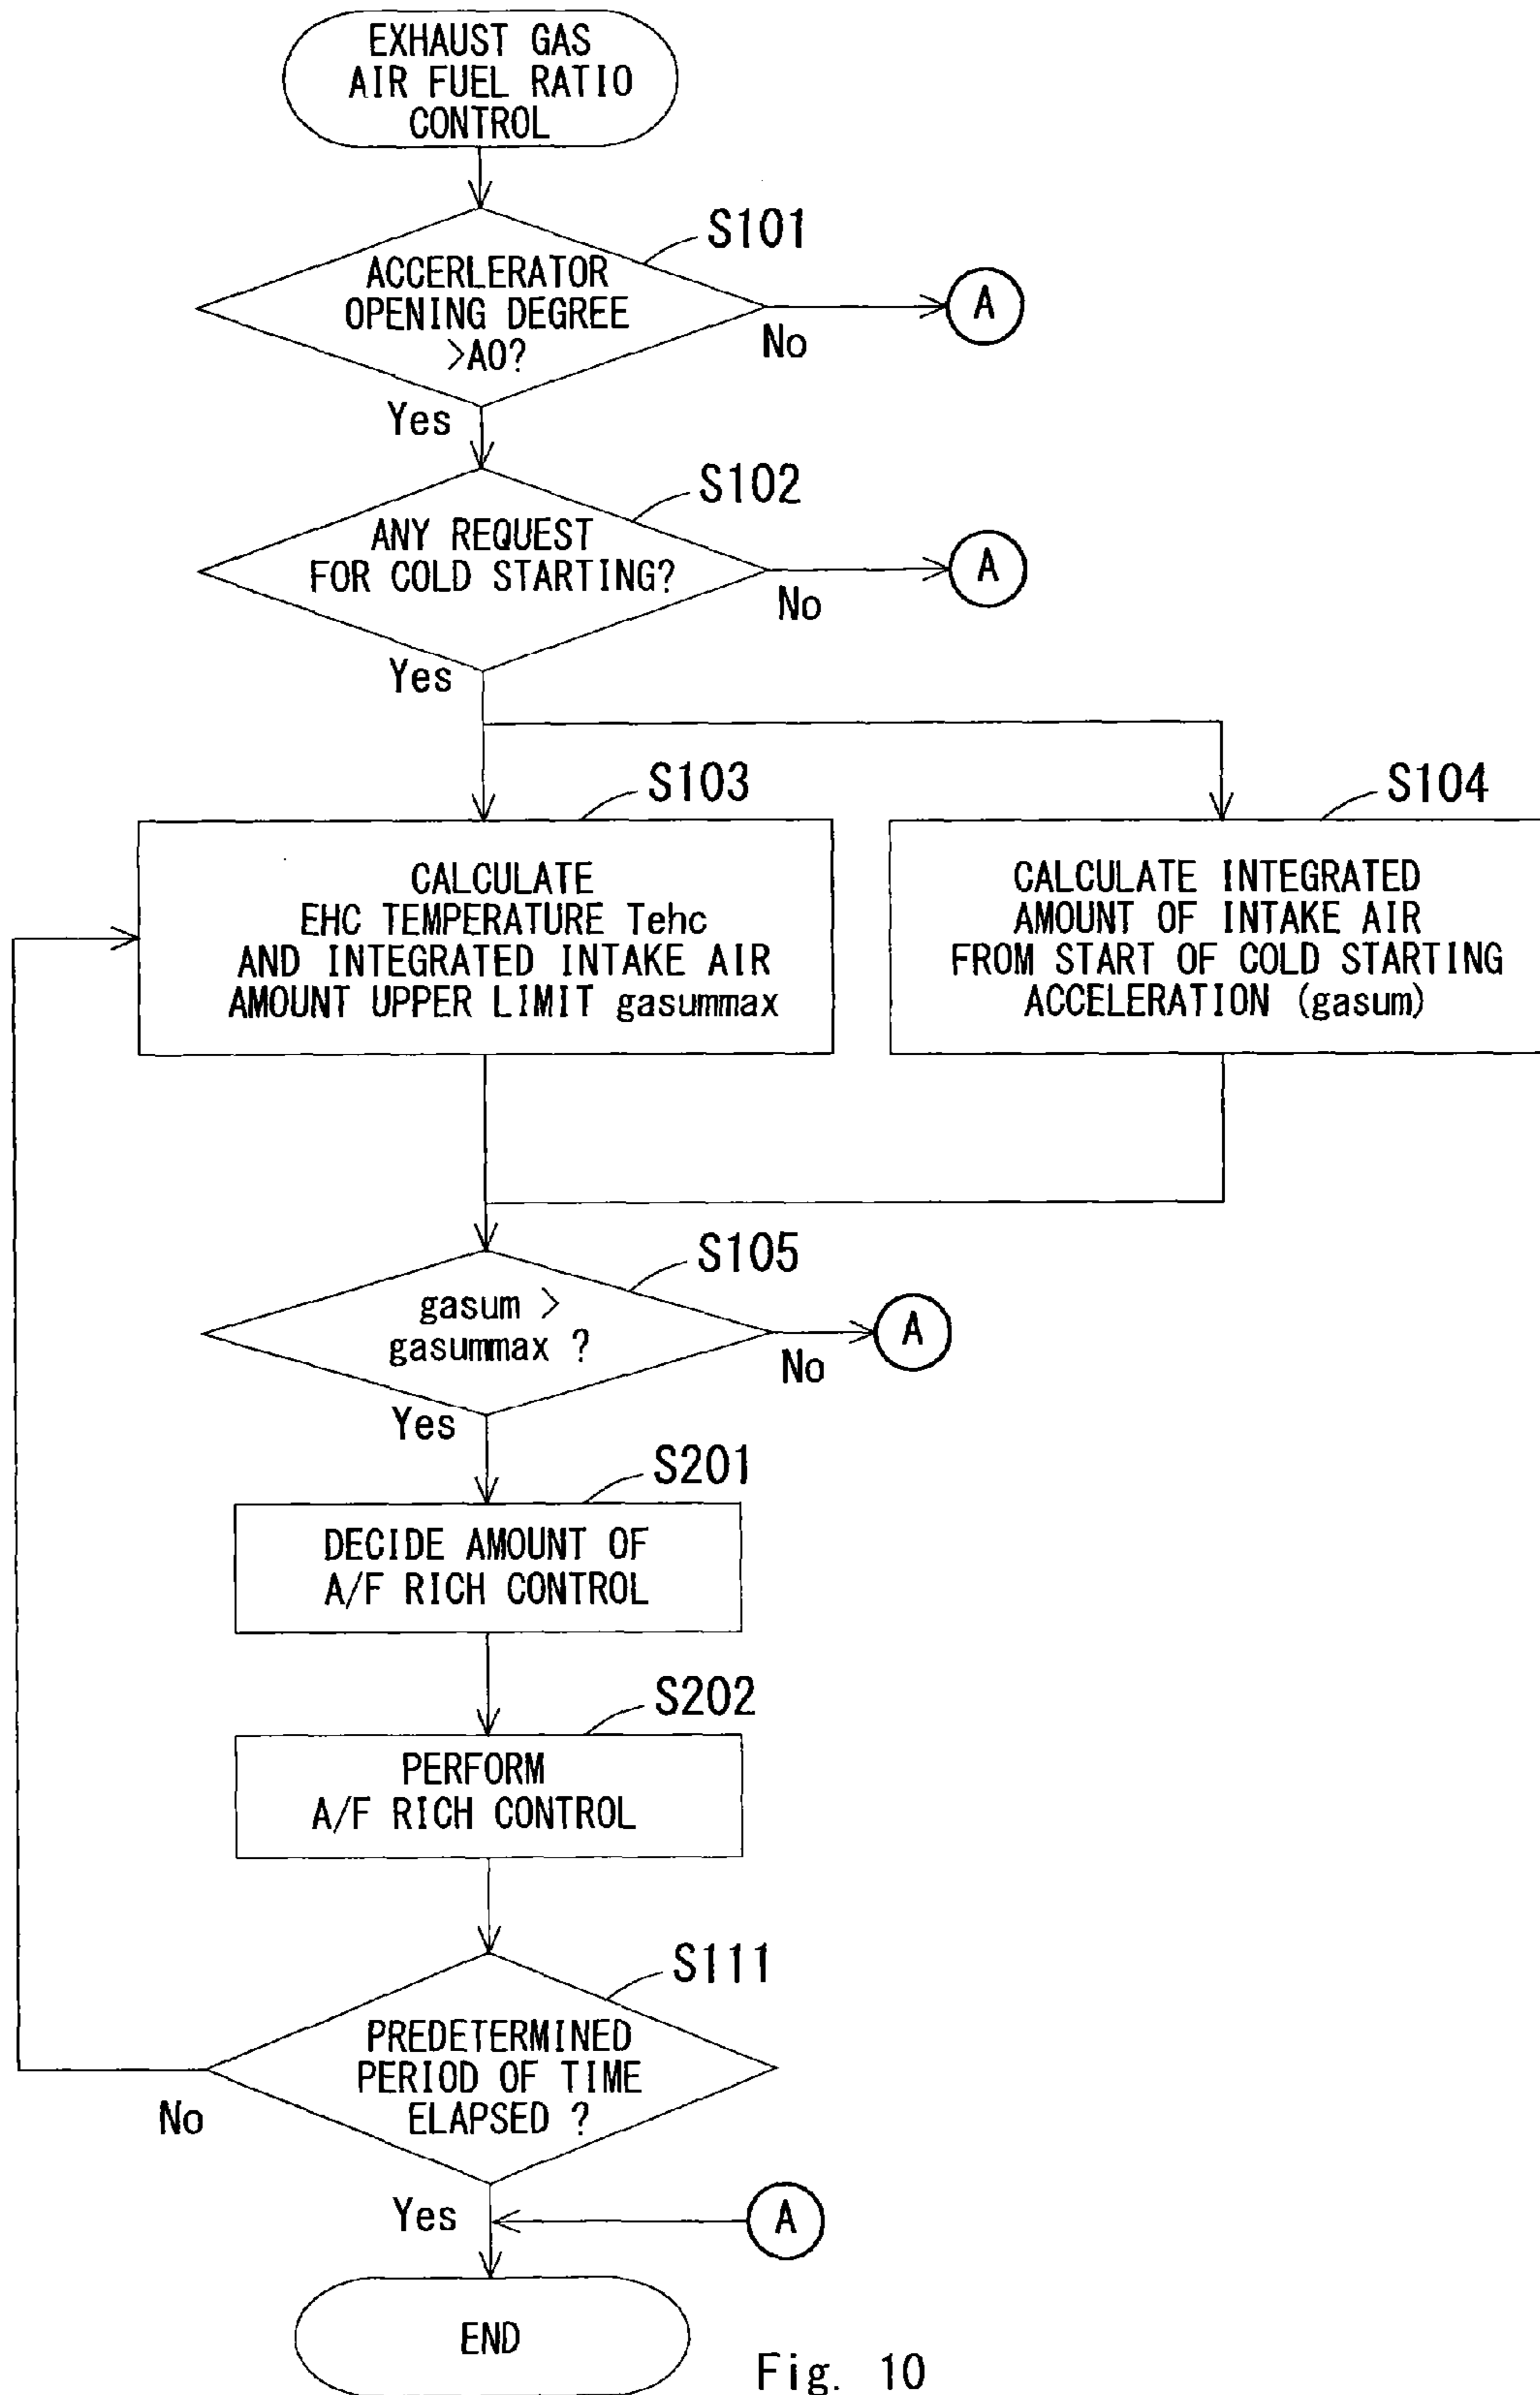 EXHAUST GAS
AIR FUEL RATIO
CONTROL
S101
ACCERLERATOR
OPENING DEGREE
>A0?
No
A
Yes
S102
ANY REQUEST
FOR COLD STARTING?
No
A
Yes
S103
CALCULATE
EHC TEMPERATURE Tehc
AND INTEGRATED INTAKE AIR
AMOUNT UPPER LIMIT gasummax
S104
CALCULATE INTEGRATED
AMOUNT OF INTAKE AIR
FROM START OF COLD STARTING
ACCELERATION (gasum)
S105
gasum >
gasummax ?
No
A
Yes
S201
DECIDE AMOUNT OF
A/F RICH CONTROL
S202
PERFORM
A/F RICH CONTROL
S111
PREDETERMINED
PERIOD OF TIME
ELAPSED ?
No
Yes
A
END
Fig. 10